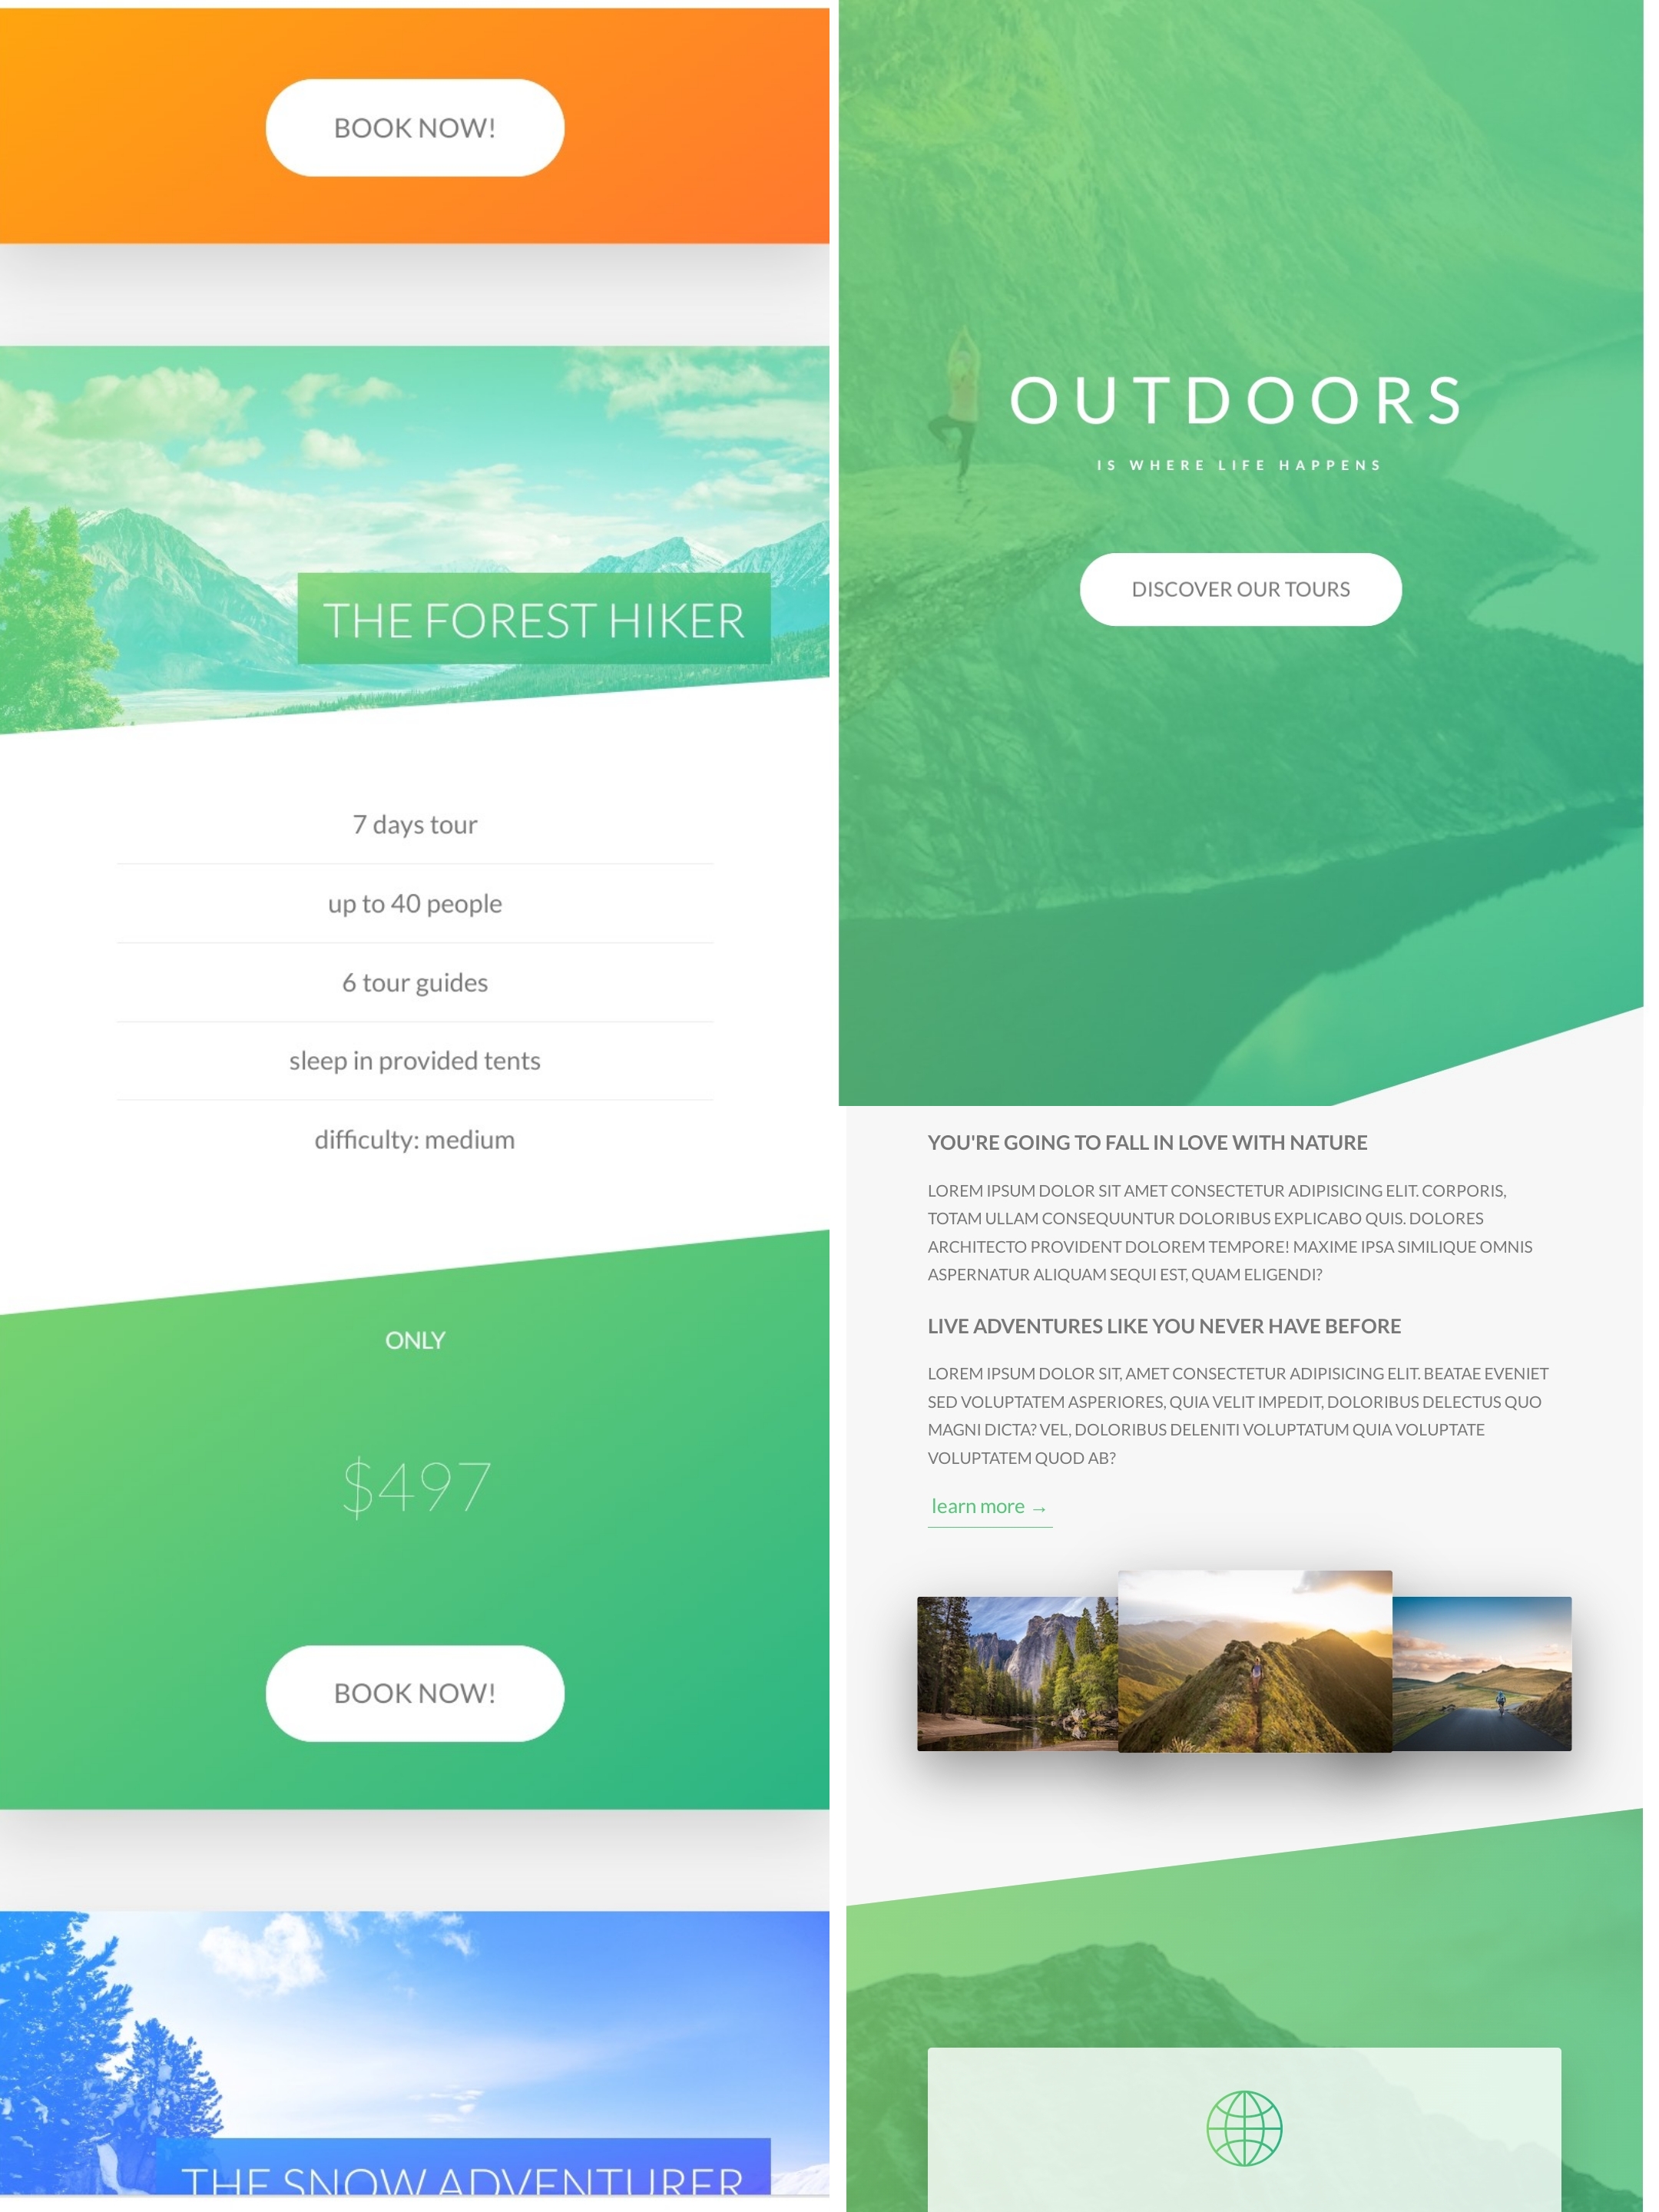 BOOK NOW!
THE FOREST HIKER
7 days tour
up to 40 people
6 tour guides
sleep in provided tents
difficulty: medium
ONLY
$497
BOOK NOW!
THE SNOW ADVENTURER
OUTDOORS
IS WHERE LIFE HAPPENS
DISCOVER OUR TOURS
YOU'RE GOING TO FALL IN LOVE WITH NATURE
LOREM IPSUM DOLOR SIT AMET CONSECTETUR ADIPISICING ELIT. CORPORIS,
TOTAM ULLAM CONSEQUUNTUR DOLORIBUS EXPLICABO QUIS. DOLORES
ARCHITECTO PROVIDENT DOLOREM TEMPORE! MAXIME IPSA SIMILIQUE OMNIS
ASPERNATUR ALIQUAM SEQUI EST, QUAM ELIGENDI?
LIVE ADVENTURES LIKE YOU NEVER HAVE BEFORE
LOREM IPSUM DOLOR SIT, AMET CONSECTETUR ADIPISICING ELIT. BEATAE EVENIET
SED VOLUPTATEM ASPERIORES, QUIA VELIT IMPEDIT, DOLORIBUS DELECTUS QUO
MAGNI DICTA? VEL, DOLORIBUS DELENITI VOLUPTATUM QUIA VOLUPTATE
VOLUPTATEM QUOD AB?
learn more →